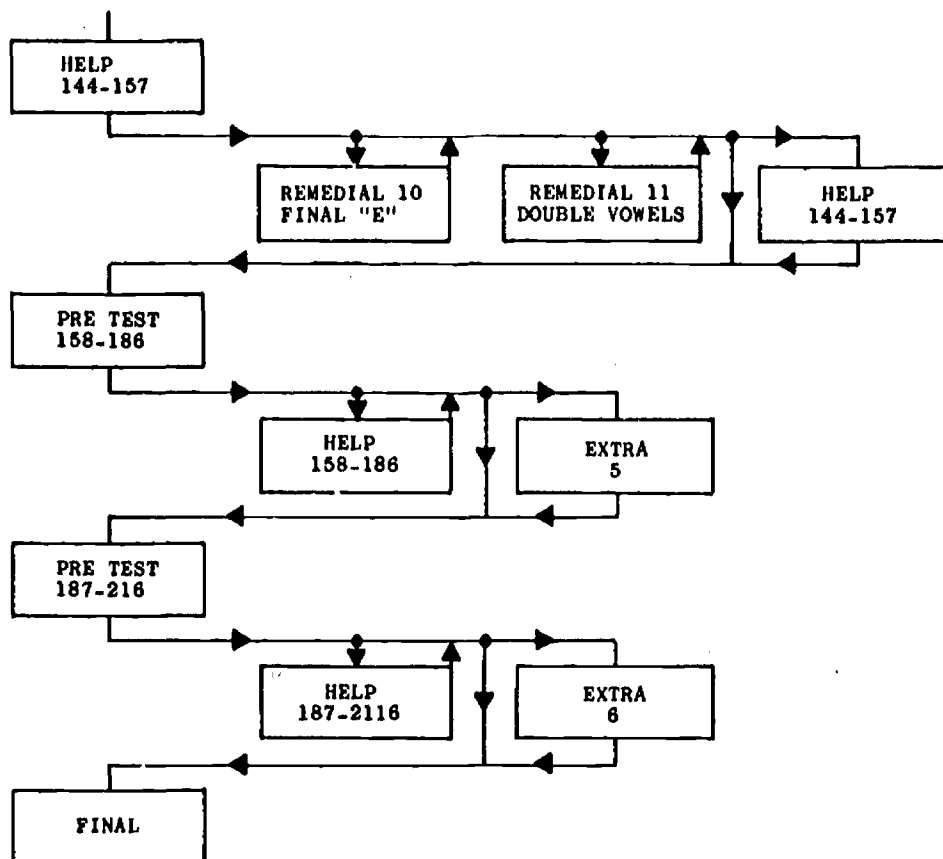 HELP
144-157
REMEDIAL 10
FINAL "E"
REMEDIAL 11
DOUBLE VOWELS
HELP
144-157
PRE TEST
158-186
HELP
158-186
EXTRA
5
PRE TEST
187-216
HELP
187-2116
EXTRA
6
FINAL